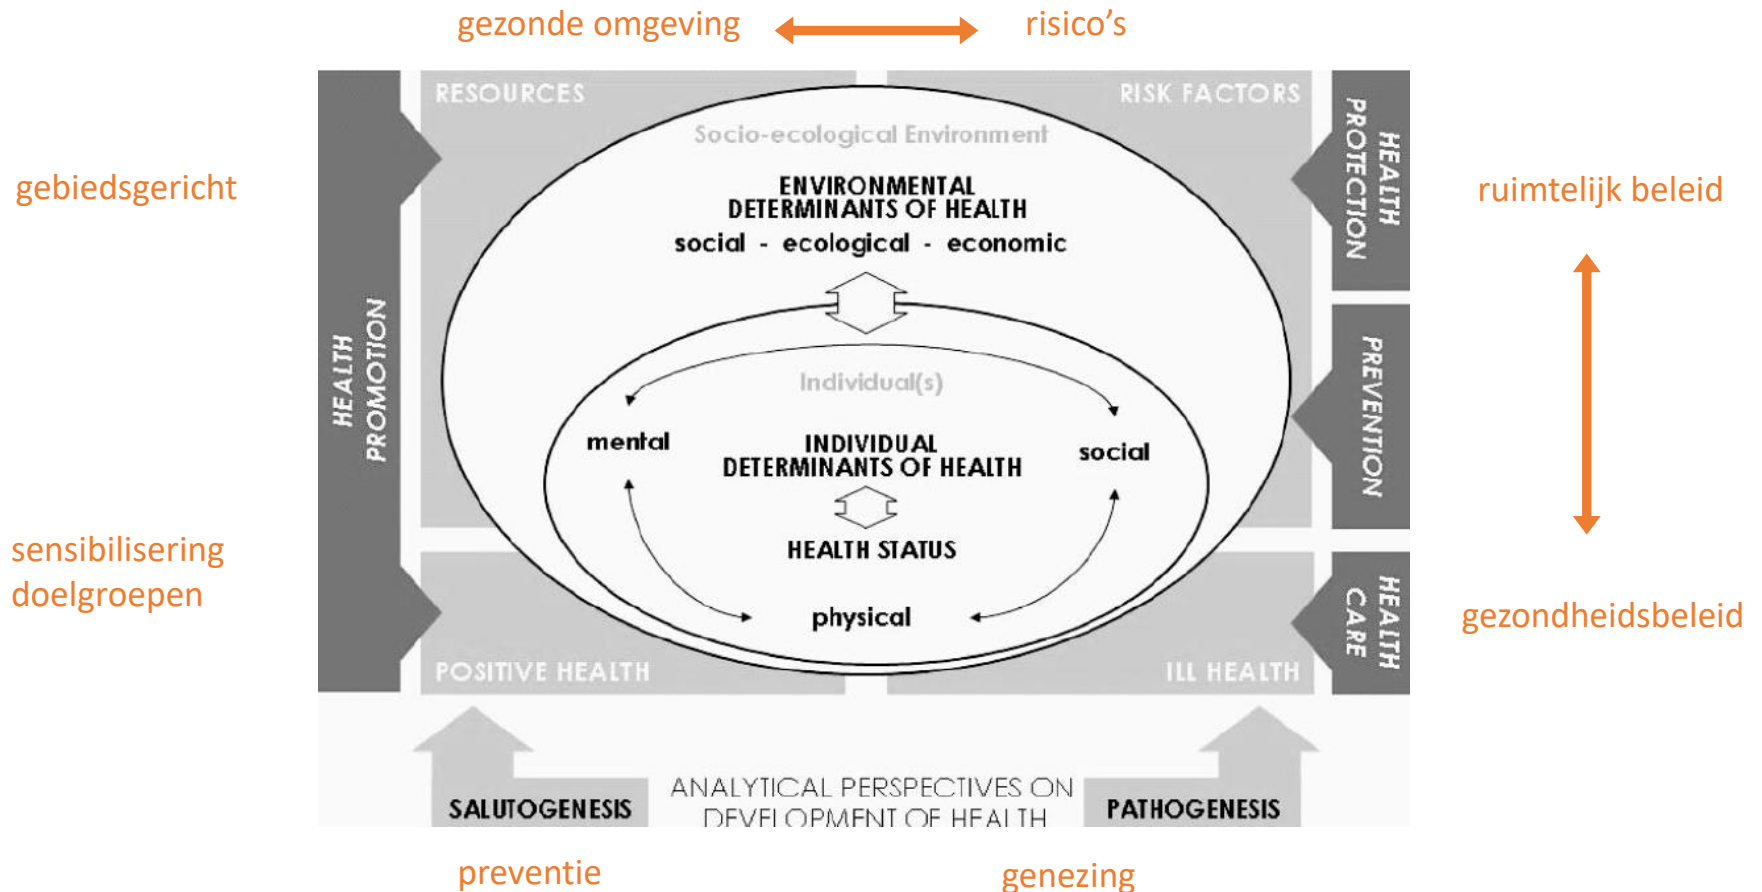 gezonde omgeving
risico's
RESOURCES
RISK FACTORS
HEALTH
PROTECTION
Socio-ecological Environment
gebiedsgericht
ENVIRONMENTAL
DETERMINANTS OF HEALTH
social - ecological - economic
ruimtelijk beleid
HEALTH
PROMOTION
Individual(s)
PREVENTION
mental
INDIVIDUAL
DETERMINANTS OF HEALTH
social
HEALTH STATUS
sensibilisering
doelgroepen
physical
HEALTH
CARE
gezondheidsbeleid
POSITIVE HEALTH
ILL HEALTH
SALUTOGENESIS
ANALYTICAL PERSPECTIVES ON
DEVELOPMENT OF HEALTH
PATHOGENESIS
preventie
genezing